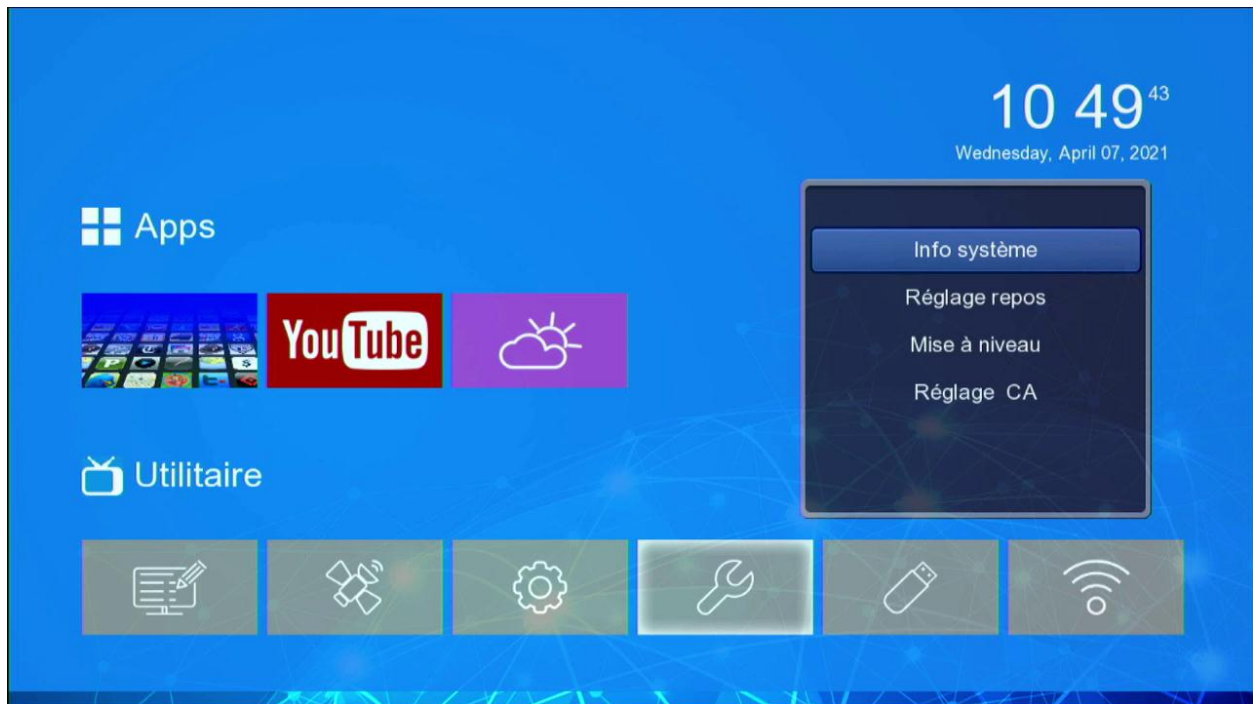 10 49 43
Wednesday, April 07, 2021
Apps
YouTube
Info système
Réglage repos
Mise à niveau
Réglage CA
Utilitaire